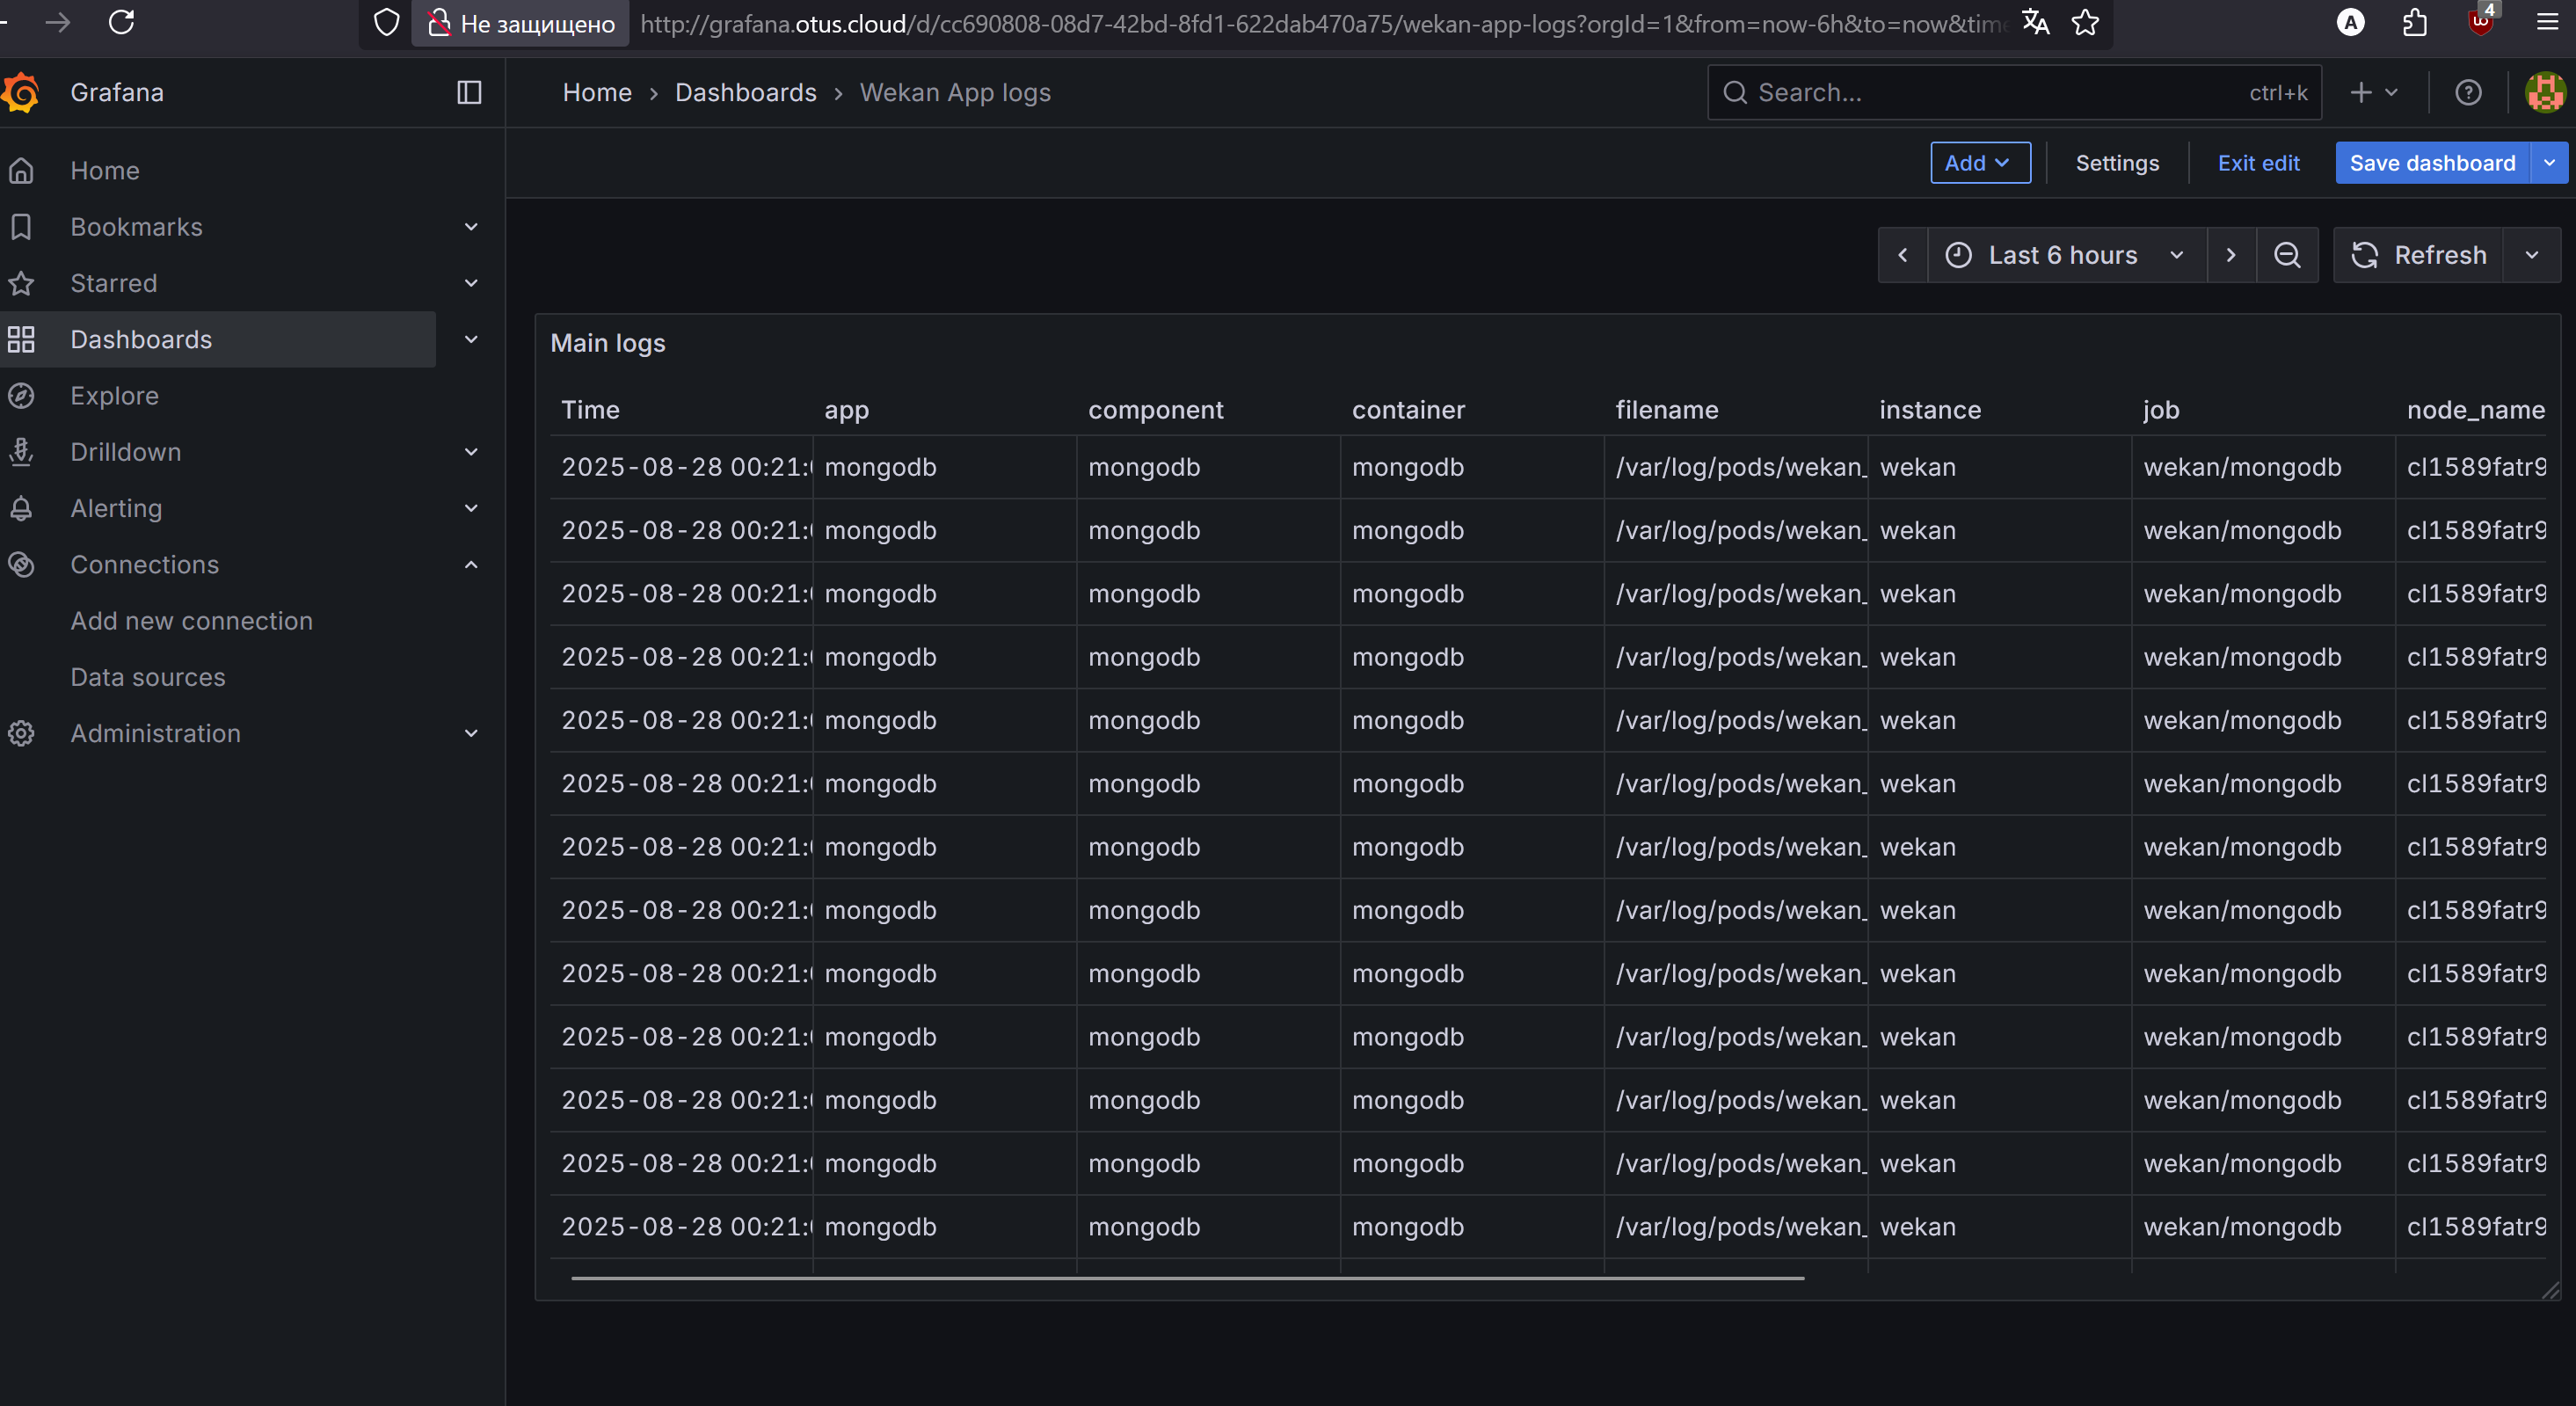 Не защищено http://grafana.otus.cloud/d/cc690808-08d7-42bd-8fd1-622dab470a75/wekan-app-logs?orgId=1&from=now-6h&to=now&time A 4
Grafana Home › Dashboards › Wekan App logs Search... ctrl+k
Add Settings Exit edit Save dashboard
Home
Bookmarks
Starred
Dashboards
Explore
Drilldown
Alerting
Connections
Add new connection
Data sources
Administration
Last 6 hours Refresh
Main logs
Time app component container filename instance job node_name
2025-08-28 00:21: mongodb mongodb mongodb /var/log/pods/wekan_ wekan wekan/mongodb cl1589fatr9
2025-08-28 00:21: mongodb mongodb mongodb /var/log/pods/wekan_ wekan wekan/mongodb cl1589fatr9
2025-08-28 00:21: mongodb mongodb mongodb /var/log/pods/wekan_ wekan wekan/mongodb cl1589fatr9
2025-08-28 00:21: mongodb mongodb mongodb /var/log/pods/wekan_ wekan wekan/mongodb cl1589fatr9
2025-08-28 00:21: mongodb mongodb mongodb /var/log/pods/wekan_ wekan wekan/mongodb cl1589fatr9
2025-08-28 00:21: mongodb mongodb mongodb /var/log/pods/wekan_ wekan wekan/mongodb cl1589fatr9
2025-08-28 00:21: mongodb mongodb mongodb /var/log/pods/wekan_ wekan wekan/mongodb cl1589fatr9
2025-08-28 00:21: mongodb mongodb mongodb /var/log/pods/wekan_ wekan wekan/mongodb cl1589fatr9
2025-08-28 00:21: mongodb mongodb mongodb /var/log/pods/wekan_ wekan wekan/mongodb cl1589fatr9
2025-08-28 00:21: mongodb mongodb mongodb /var/log/pods/wekan_ wekan wekan/mongodb cl1589fatr9
2025-08-28 00:21: mongodb mongodb mongodb /var/log/pods/wekan_ wekan wekan/mongodb cl1589fatr9
2025-08-28 00:21: mongodb mongodb mongodb /var/log/pods/wekan_ wekan wekan/mongodb cl1589fatr9
2025-08-28 00:21: mongodb mongodb mongodb /var/log/pods/wekan_ wekan wekan/mongodb cl1589fatr9